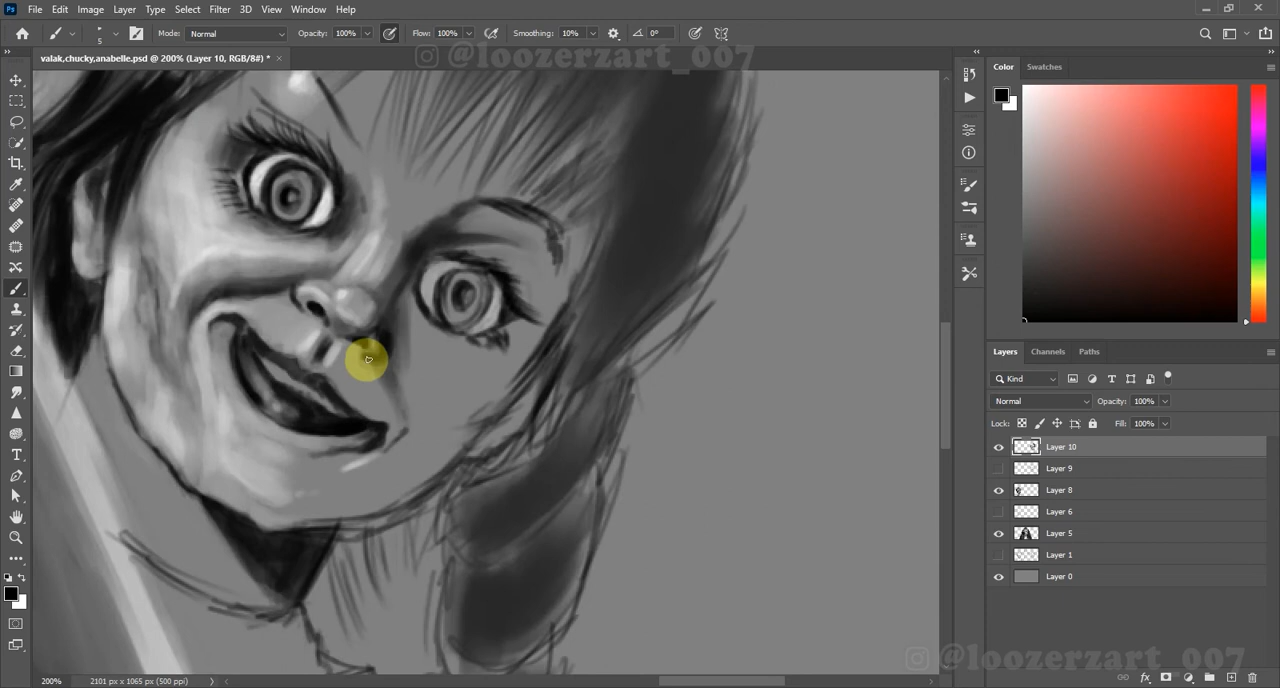 Ps File Edit Image Layer Type Select Filter 3D View Window Help
5 Mode: Normal Opacity: 100% Flow: 100% Smoothing: 10% 0°
@loozerzart_007
valak,chucky,anabelle.psd @ 200% (Layer 10, RGB/8#) * ×
Color Swatches
Layers Channels Paths
Kind
Normal Opacity: 100%
Lock: Fill: 100%
Layer 10
Layer 9
Layer 8
Layer 6
Layer 5
Layer 1
Layer 0
@loozerzart_007
200% 2101 px x 1065 px (500 ppi)